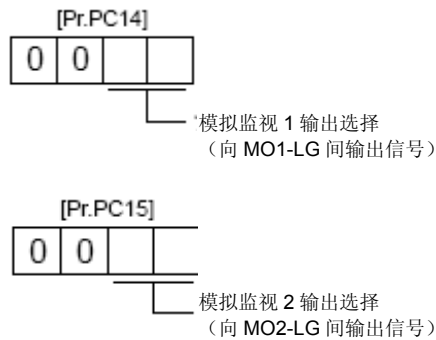 [Pr.PC14]
0 0
模拟监视 1 输出选择
（向 MO1-LG 间输出信号）
[Pr.PC15]
0 0
模拟监视 2 输出选择
（向 MO2-LG 间输出信号）